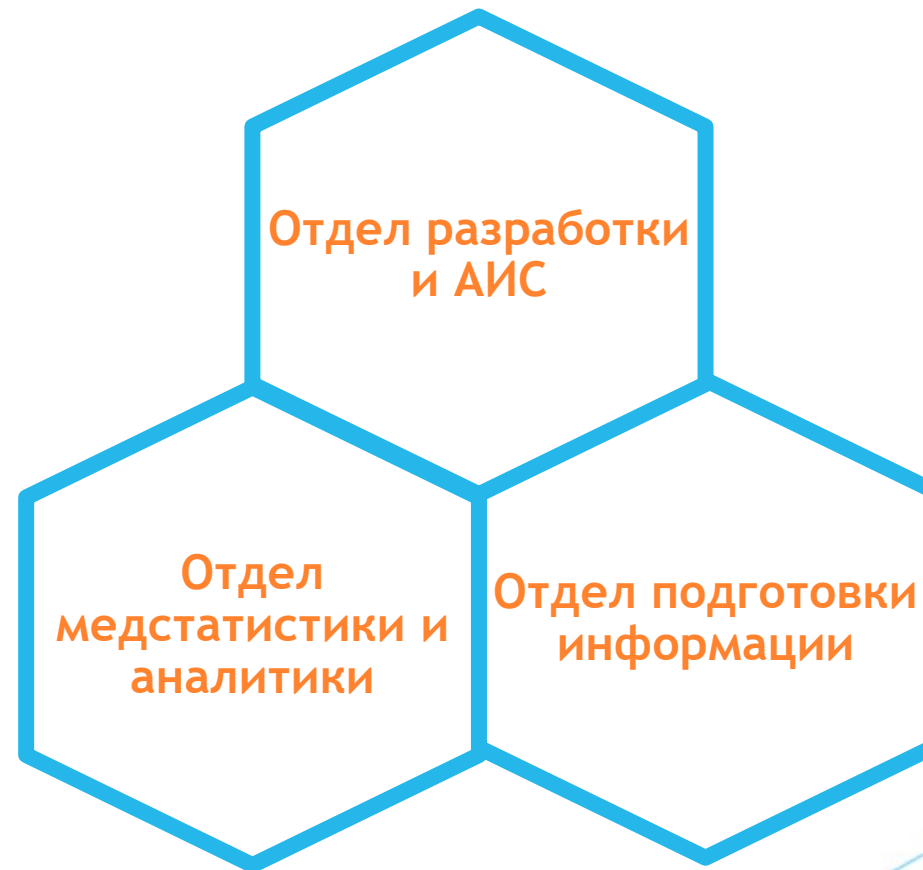 Отдел разработки
и АИС
Отдел
медстатистики и
аналитики
Отдел подготовки
информации